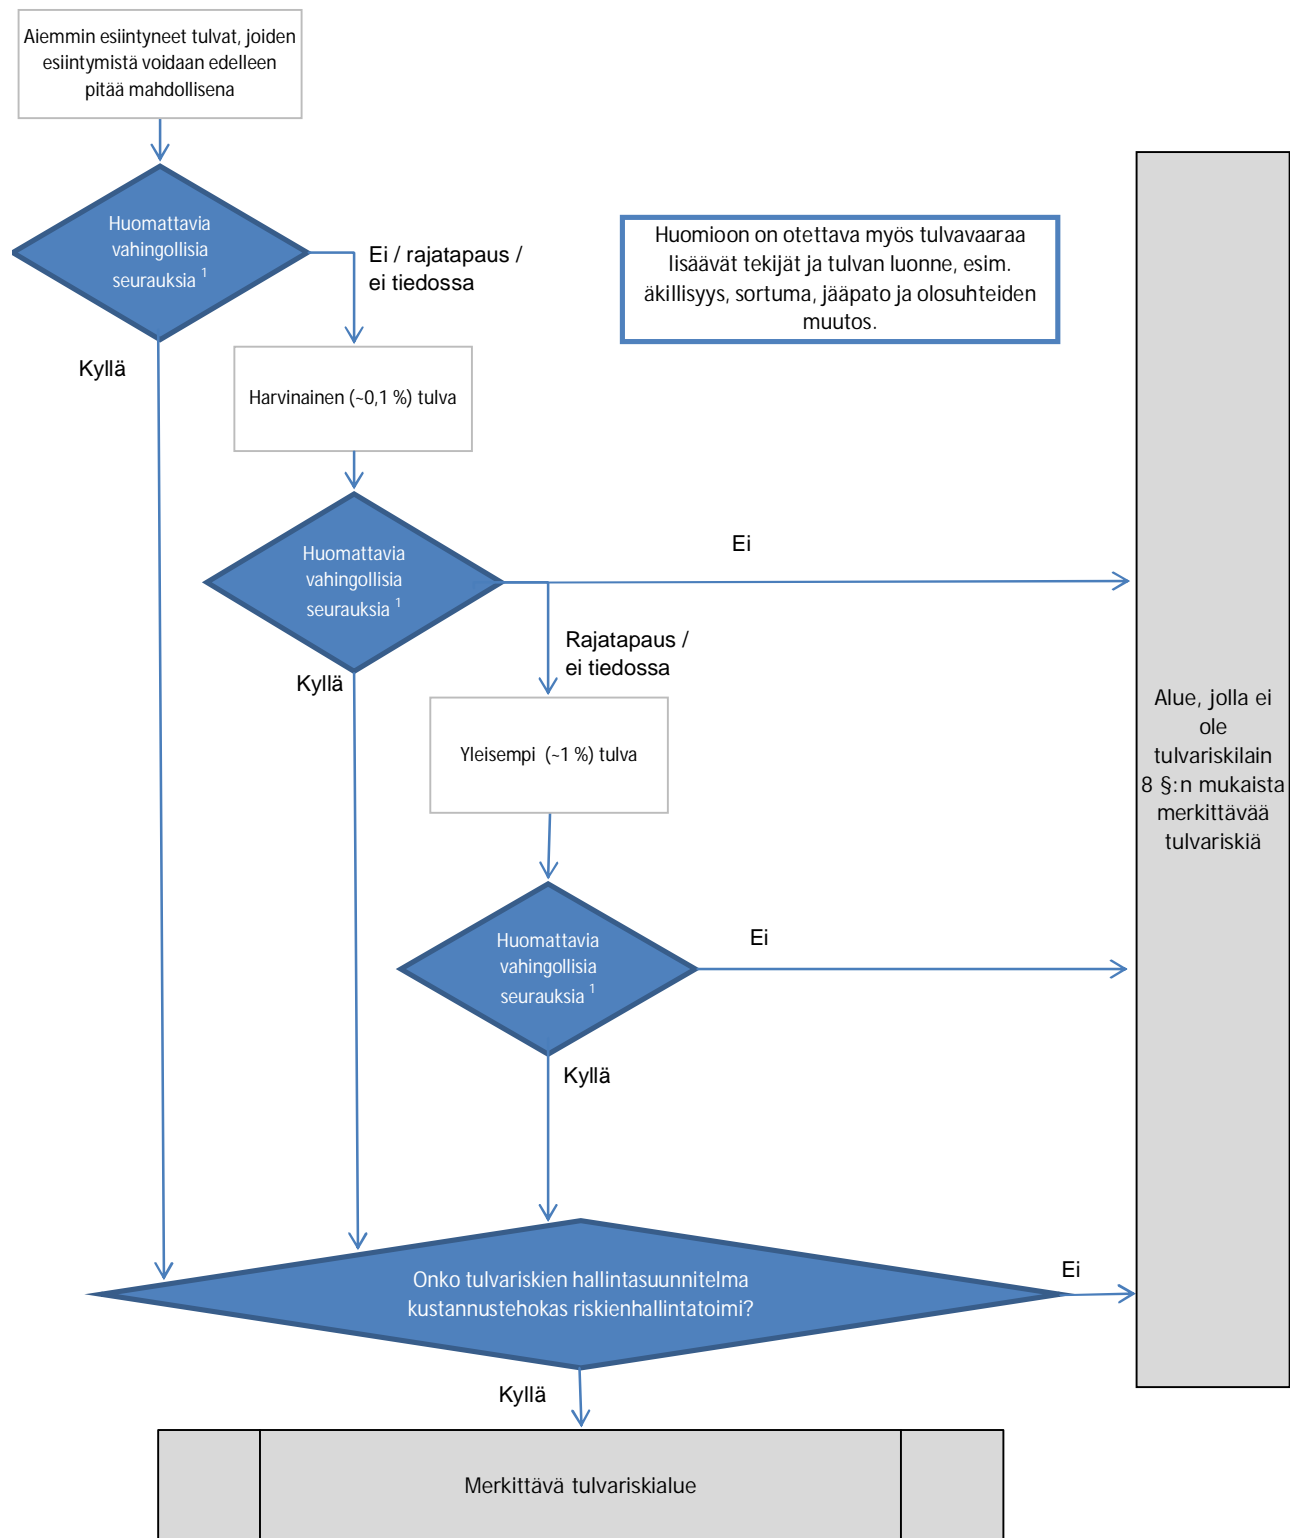 Aiemmin esiintyneet tulvat, joiden
esiintymistä voidaan edelleen
pitää mahdollisena
Huomattavia
vahingollisia
seurauksia ¹
Ei / rajatapaus /
ei tiedossa
Huomioon on otettava myös tulvavaaraa
lisäävät tekijät ja tulvan luonne, esim.
äkillisyys, sortuma, jääpato ja olosuhteiden
muutos.
Kyllä
Harvinainen (~0,1 %) tulva
Huomattavia
vahingollisia
seurauksia ¹
Ei
Rajatapaus /
ei tiedossa
Kyllä
Yleisempi (~1 %) tulva
Alue, jolla ei
ole
tulvariskilain
8 §:n mukaista
merkittävää
tulvariskiä
Huomattavia
vahingollisia
seurauksia ¹
Ei
Kyllä
Onko tulvariskien hallintasuunnitelma
kustannustehokas riskienhallintatoimi?
Ei
Kyllä
Merkittävä tulvariskialue